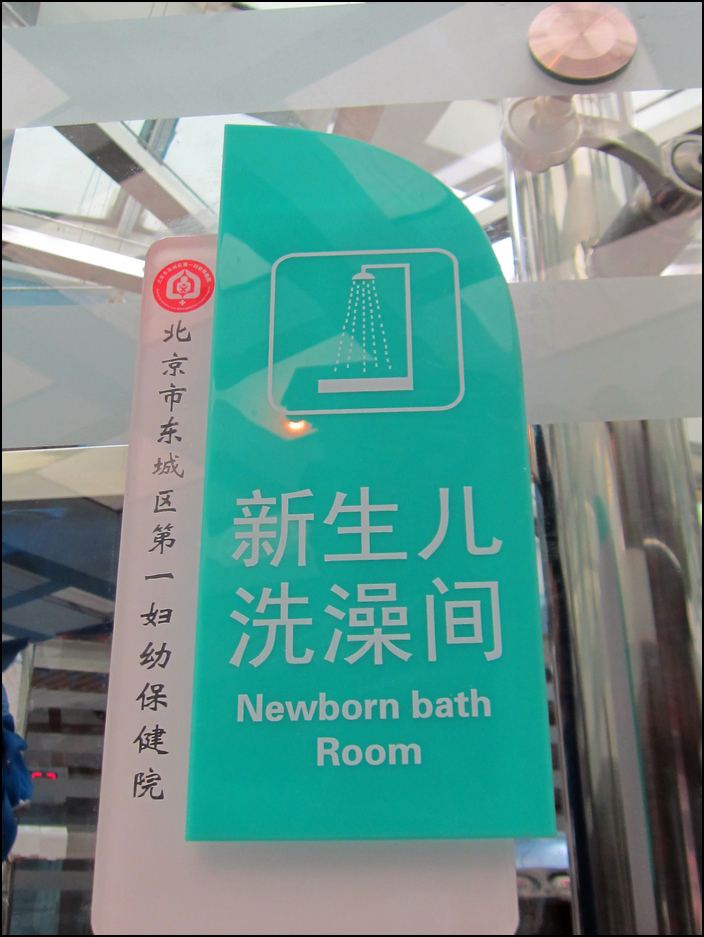 北京市东城区第一妇幼保健院
新生儿
洗澡间
Newborn bath
Room